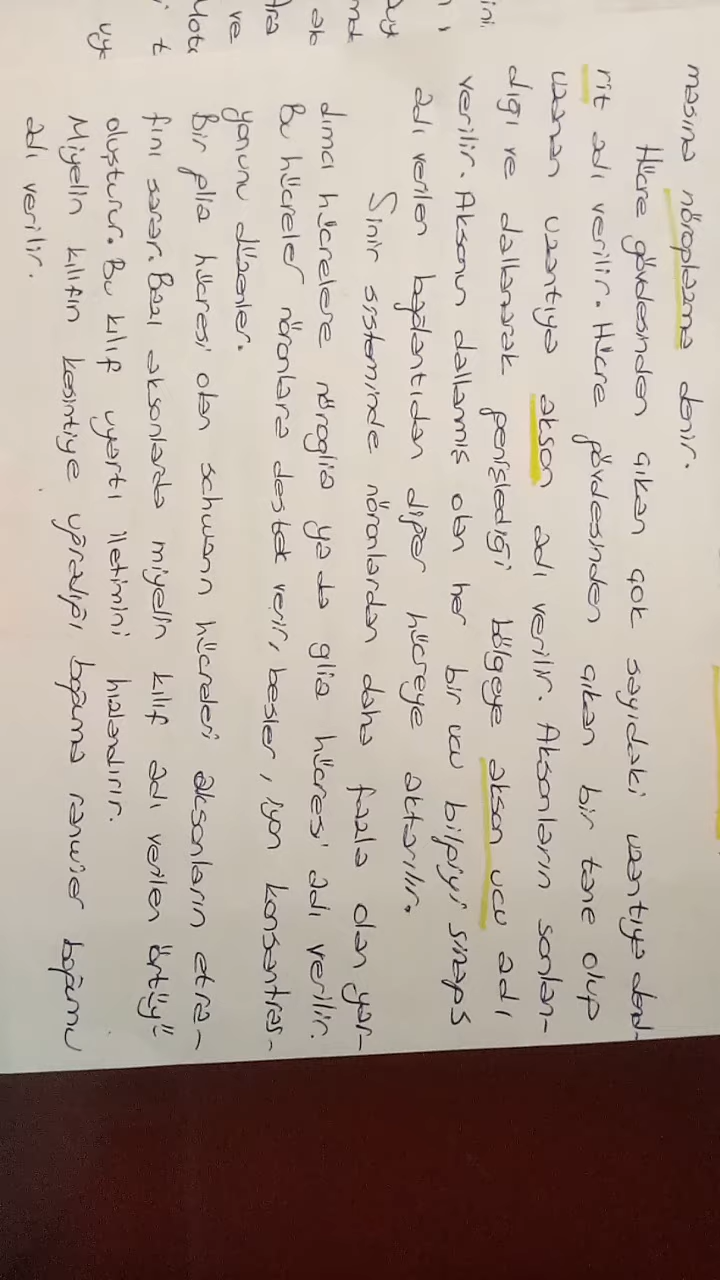 masına nöroplazma denir.
Hücre gövdesinden çıkan çok sayıdaki uzantıya dend-
rit adı verilir. Hücre gövdesinden çıkan bir tane olup
uzanan uzantıya akson adı verilir. Aksonların sonlan-
dığı ve dallanarak genişlediği bölgeye akson ucu adı
verilir. Aksonun dallanmış olan her bir ucu bilgiyi sinaps
adı verilen bağlantıdan diğer hücreye aktarılır.
Sinir sisteminde nöronlardan daha fazla olan yar-
dımcı hücrelere nöroglia ya da glia hücresi adı verilir.
Bu hücreler nöronlara destek verir, besler, iyon konsantras-
yonunu düzenler.
Bir glia hücresi olan schwann hücreleri aksonların etra-
fını sarar. Bazı aksonlarda miyelin kılıf adı verilen örtüyü
oluşturur. Bu kılıf uyartı iletimini hızlandırır.
Miyelin kılıfın kesintiye uğradığı boğuma ranvier boğumu
adı verilir.